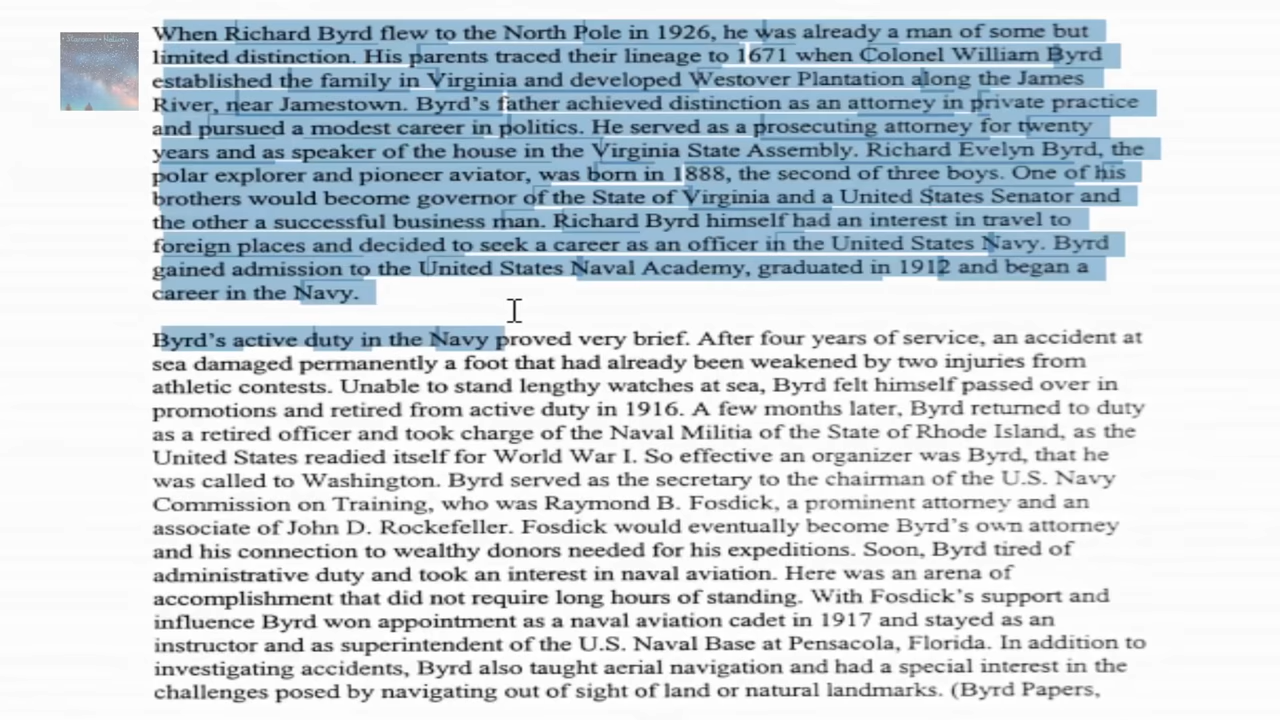 When Richard Byrd flew to the North Pole in 1926, he was already a man of some but
limited distinction. His parents traced their lineage to 1671 when Colonel William Byrd
established the family in Virginia and developed Westover Plantation along the James
River, near Jamestown. Byrd's father achieved distinction as an attorney in private practice
and pursued a modest career in politics. He served as a prosecuting attorney for twenty
years and as speaker of the house in the Virginia State Assembly. Richard Evelyn Byrd, the
polar explorer and pioneer aviator, was born in 1888, the second of three boys. One of his
brothers would become governor of the State of Virginia and a United States Senator and
the other a successful business man. Richard Byrd himself had an interest in travel to
foreign places and decided to seek a career as an officer in the United States Navy. Byrd
gained admission to the United States Naval Academy, graduated in 1912 and began a
career in the Navy.
Byrd's active duty in the Navy proved very brief. After four years of service, an accident at
sea damaged permanently a foot that had already been weakened by two injuries from
athletic contests. Unable to stand lengthy watches at sea, Byrd felt himself passed over in
promotions and retired from active duty in 1916. A few months later, Byrd returned to duty
as a retired officer and took charge of the Naval Militia of the State of Rhode Island, as the
United States readied itself for World War I. So effective an organizer was Byrd, that he
was called to Washington. Byrd served as the secretary to the chairman of the U.S. Navy
Commission on Training, who was Raymond B. Fosdick, a prominent attorney and an
associate of John D. Rockefeller. Fosdick would eventually become Byrd's own attorney
and his connection to wealthy donors needed for his expeditions. Soon, Byrd tired of
administrative duty and took an interest in naval aviation. Here was an arena of
accomplishment that did not require long hours of standing. With Fosdick's support and
influence Byrd won appointment as a naval aviation cadet in 1917 and stayed as an
instructor and as superintendent of the U.S. Naval Base at Pensacola, Florida. In addition to
investigating accidents, Byrd also taught aerial navigation and had a special interest in the
challenges posed by navigating out of sight of land or natural landmarks. (Byrd Papers,